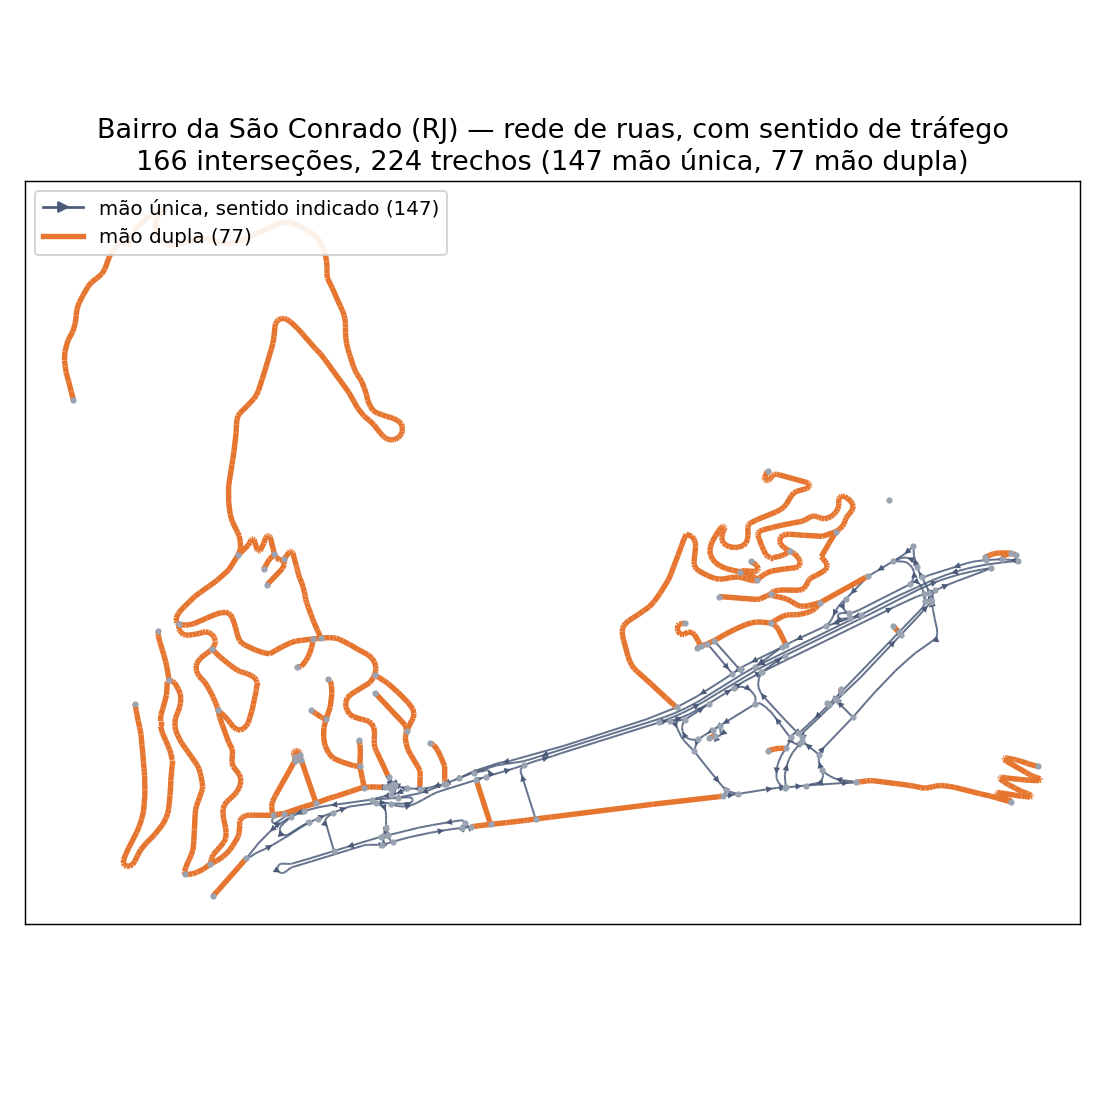 Bairro da São Conrado (RJ) — rede de ruas, com sentido de tráfego
166 interseções, 224 trechos (147 mão única, 77 mão dupla)
mão única, sentido indicado (147)
mão dupla (77)